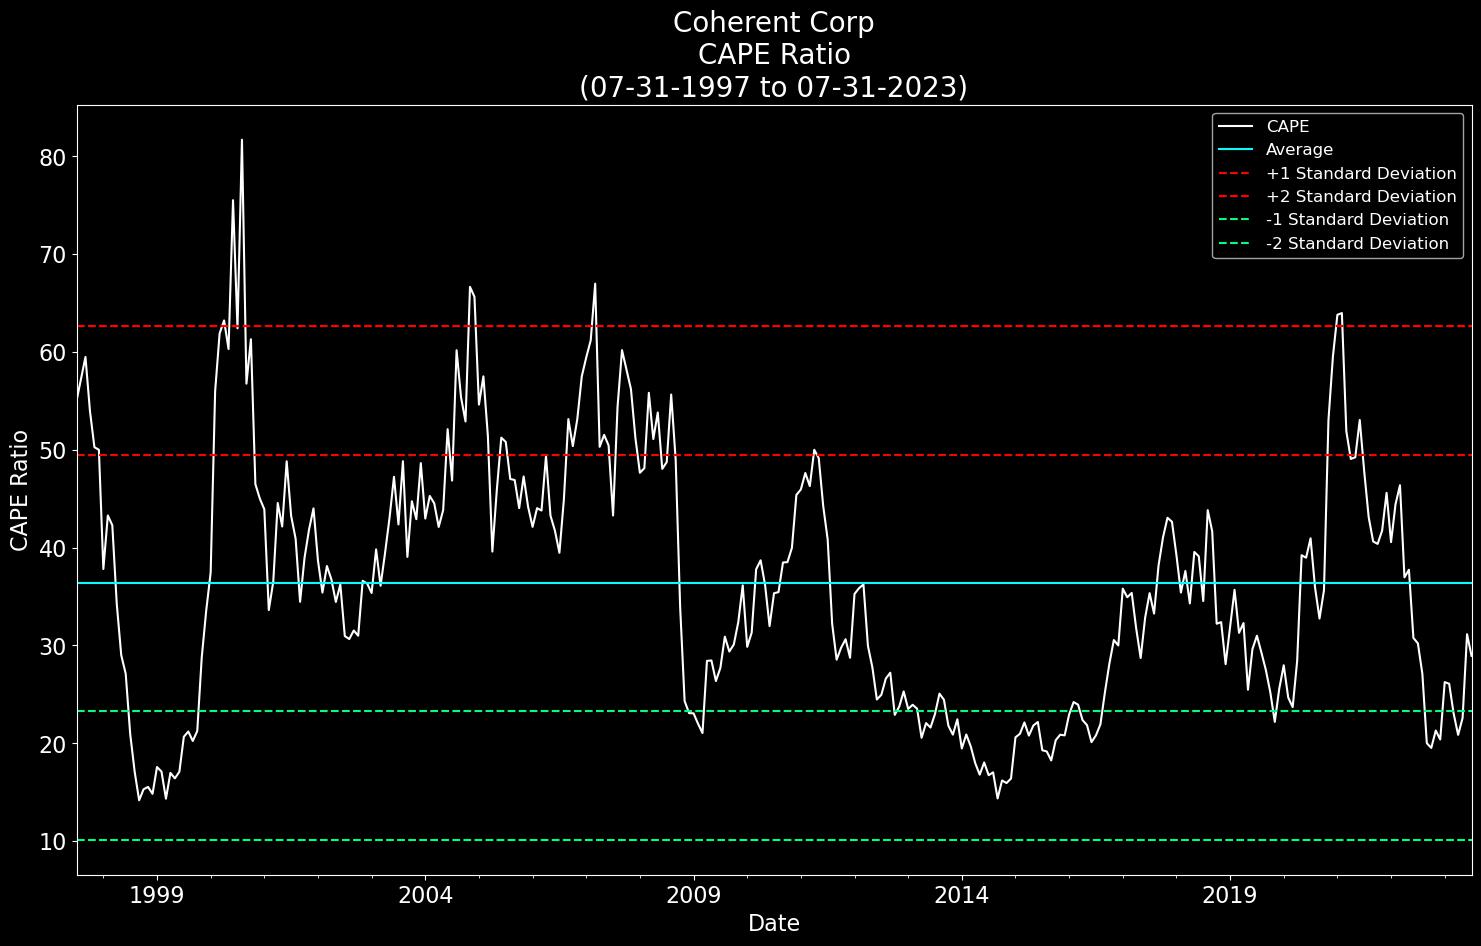 Coherent Corp
CAPE Ratio
(07-31-1997 to 07-31-2023)
CAPE
Average
+1 Standard Deviation
+2 Standard Deviation
-1 Standard Deviation
-2 Standard Deviation
CAPE Ratio
80
70
60
50
40
30
20
10
1999 2004 2009 2014 2019
Date